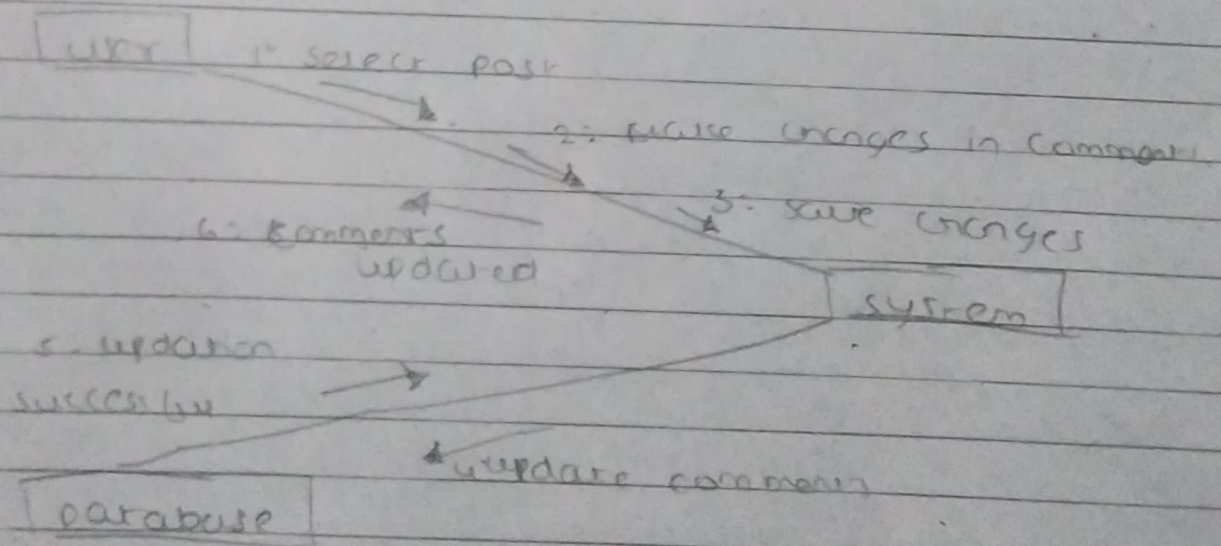 user
1: select post
2: make changes in Comment
3: save changes
6: comments
updated
system
5. updation
successful
4: update comment
database